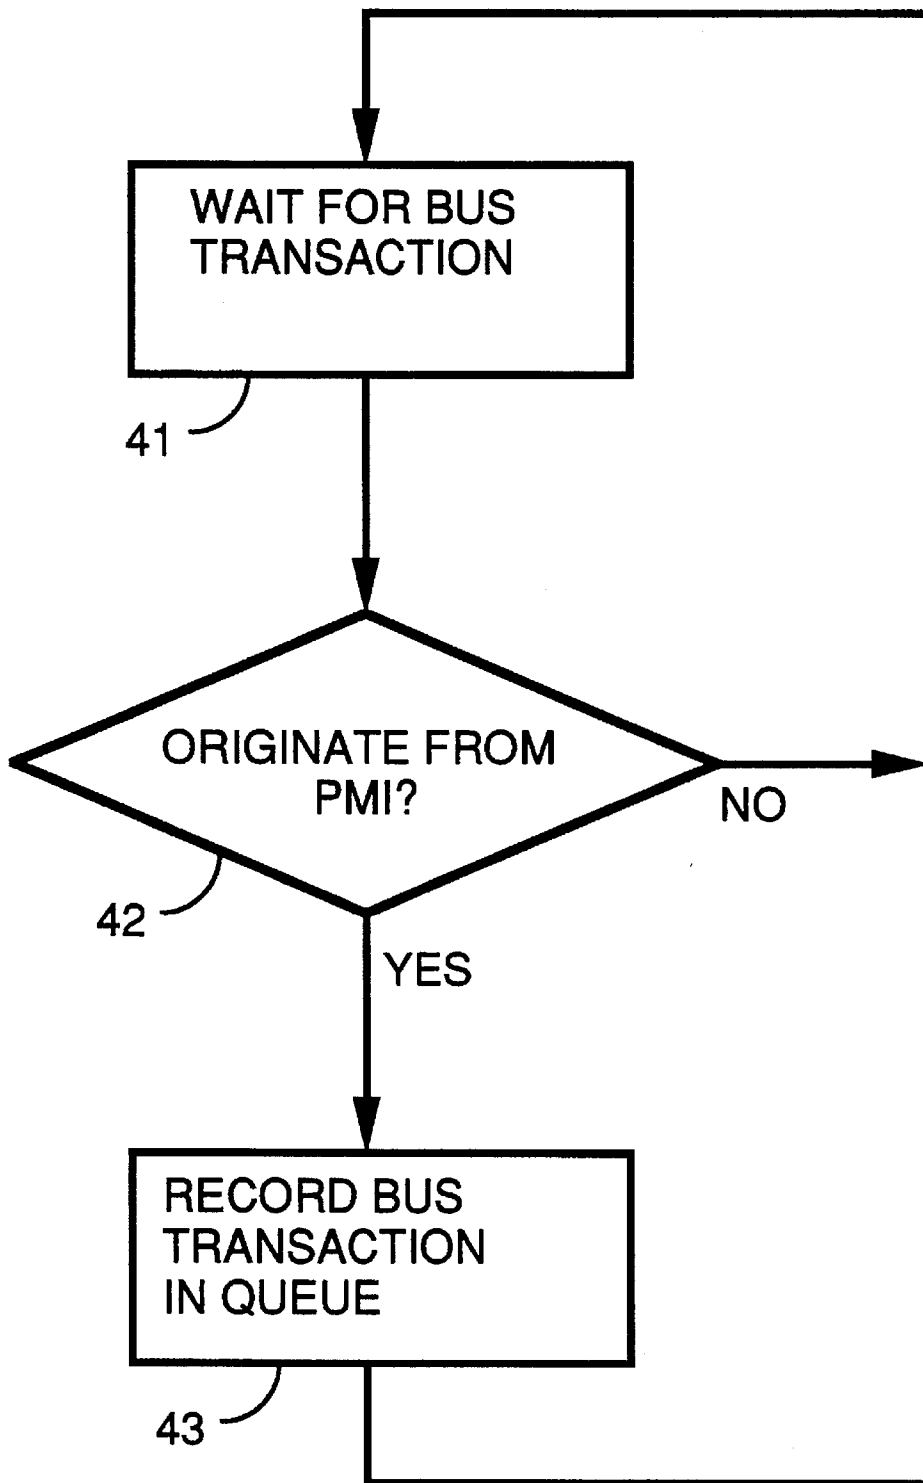 WAIT FOR BUS
TRANSACTION
41
ORIGINATE FROM
PMI?
NO
42
YES
RECORD BUS
TRANSACTION
IN QUEUE
43